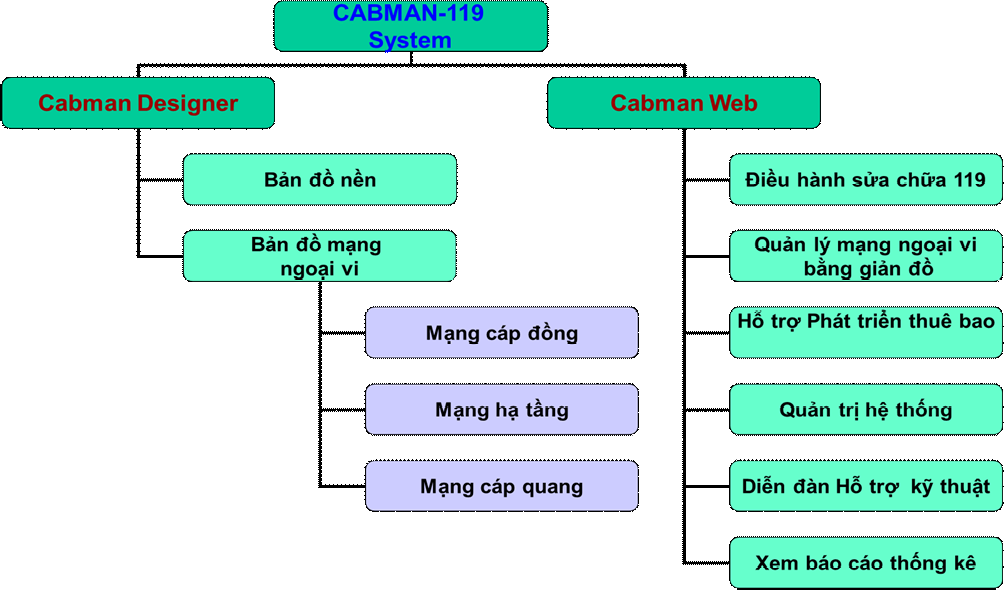 CABMAN-119
System
Cabman Designer
Cabman Web
Bản đồ nền
Điều hành sửa chữa 119
Bản đồ mạng
ngoại vi
Quản lý mạng ngoại vi
bằng giản đồ
Mạng cáp đồng
Hỗ trợ Phát triển thuê bao
Mạng hạ tầng
Quản trị hệ thống
Mạng cáp quang
Diễn đàn Hỗ trợ kỹ thuật
Xem báo cáo thống kê